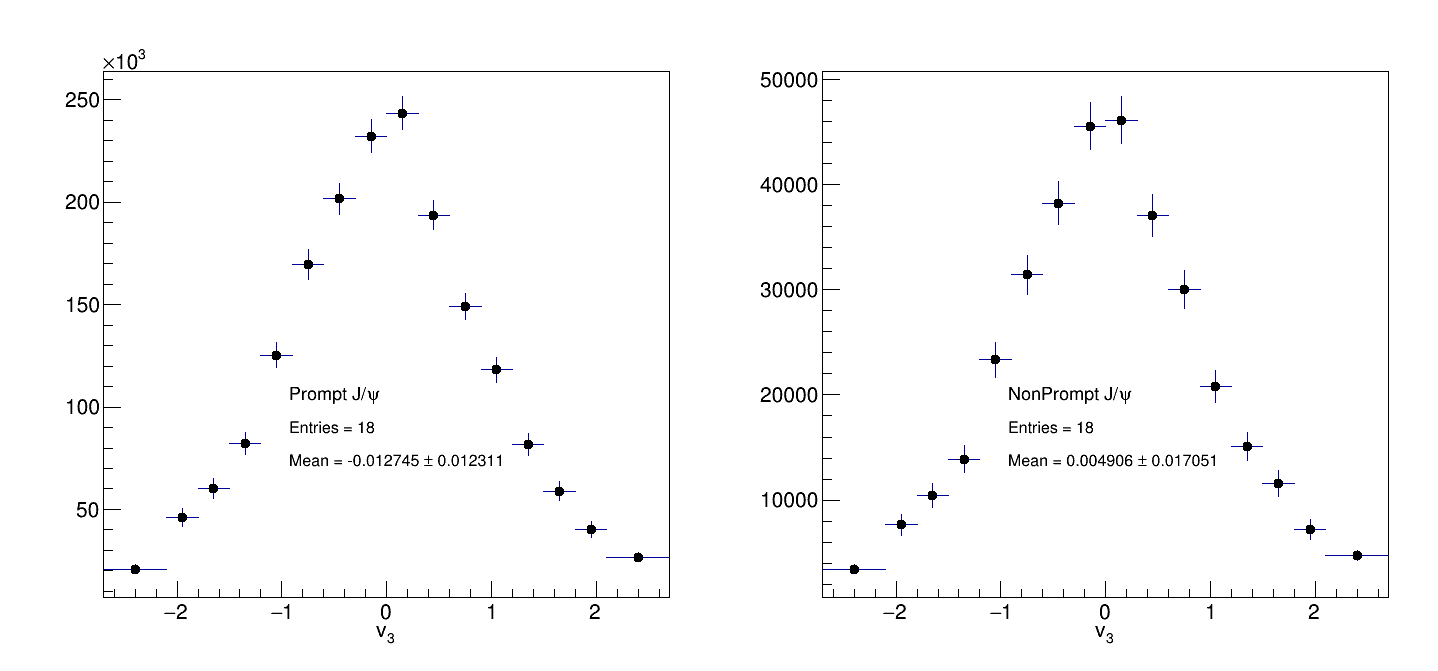 ×10³
250
200
150
100
50
Prompt J/ψ
Entries = 18
Mean = -0.012745 ± 0.012311
−2 −1 0 1 2
v₃
50000
40000
30000
20000
10000
NonPrompt J/ψ
Entries = 18
Mean = 0.004906 ± 0.017051
−2 −1 0 1 2
v₃